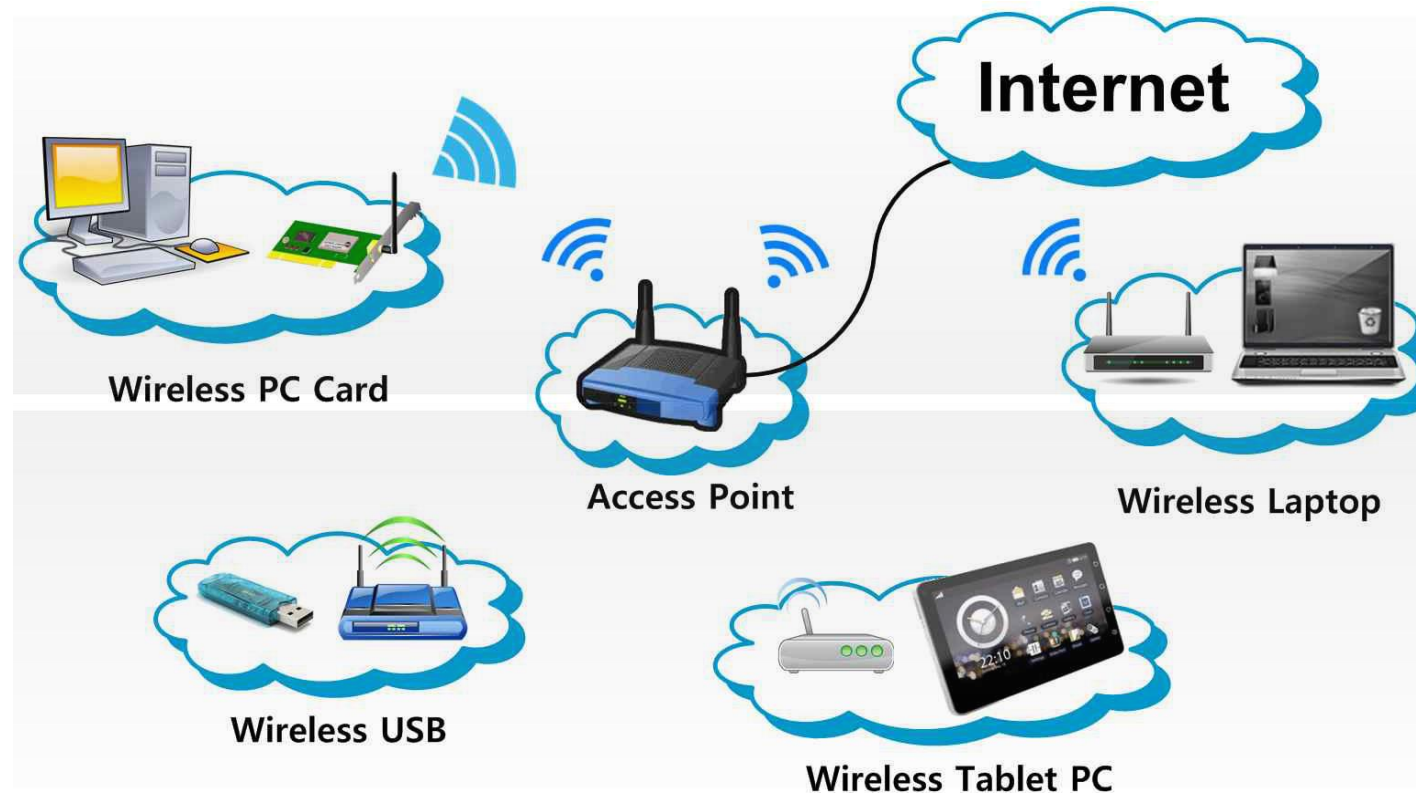 Internet
Wireless PC Card
Access Point
Wireless Laptop
Wireless USB
22:10
Wireless Tablet PC